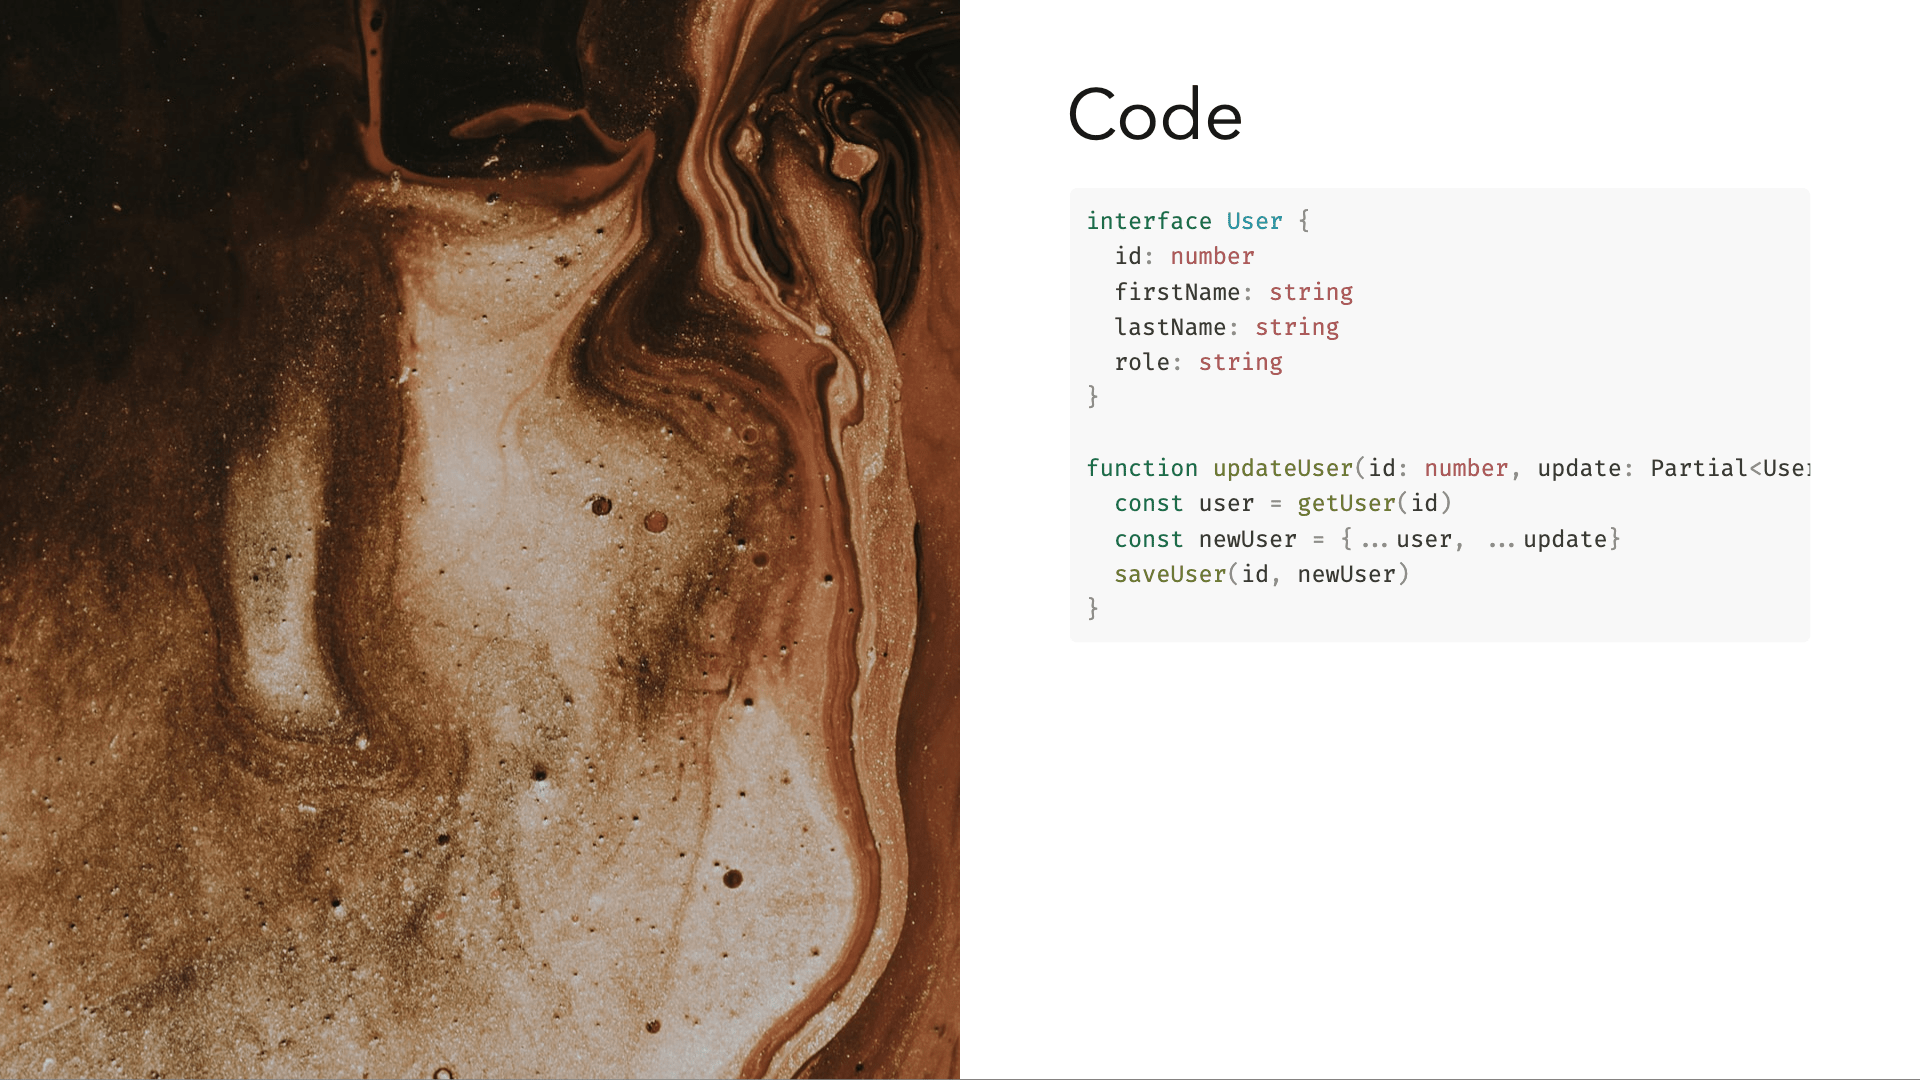 Code
interface User {
  id: number
  firstName: string
  lastName: string
  role: string
}
function updateUser(id: number, update: Partial<User
  const user = getUser(id)
  const newUser = {...user, ...update}
  saveUser(id, newUser)
}